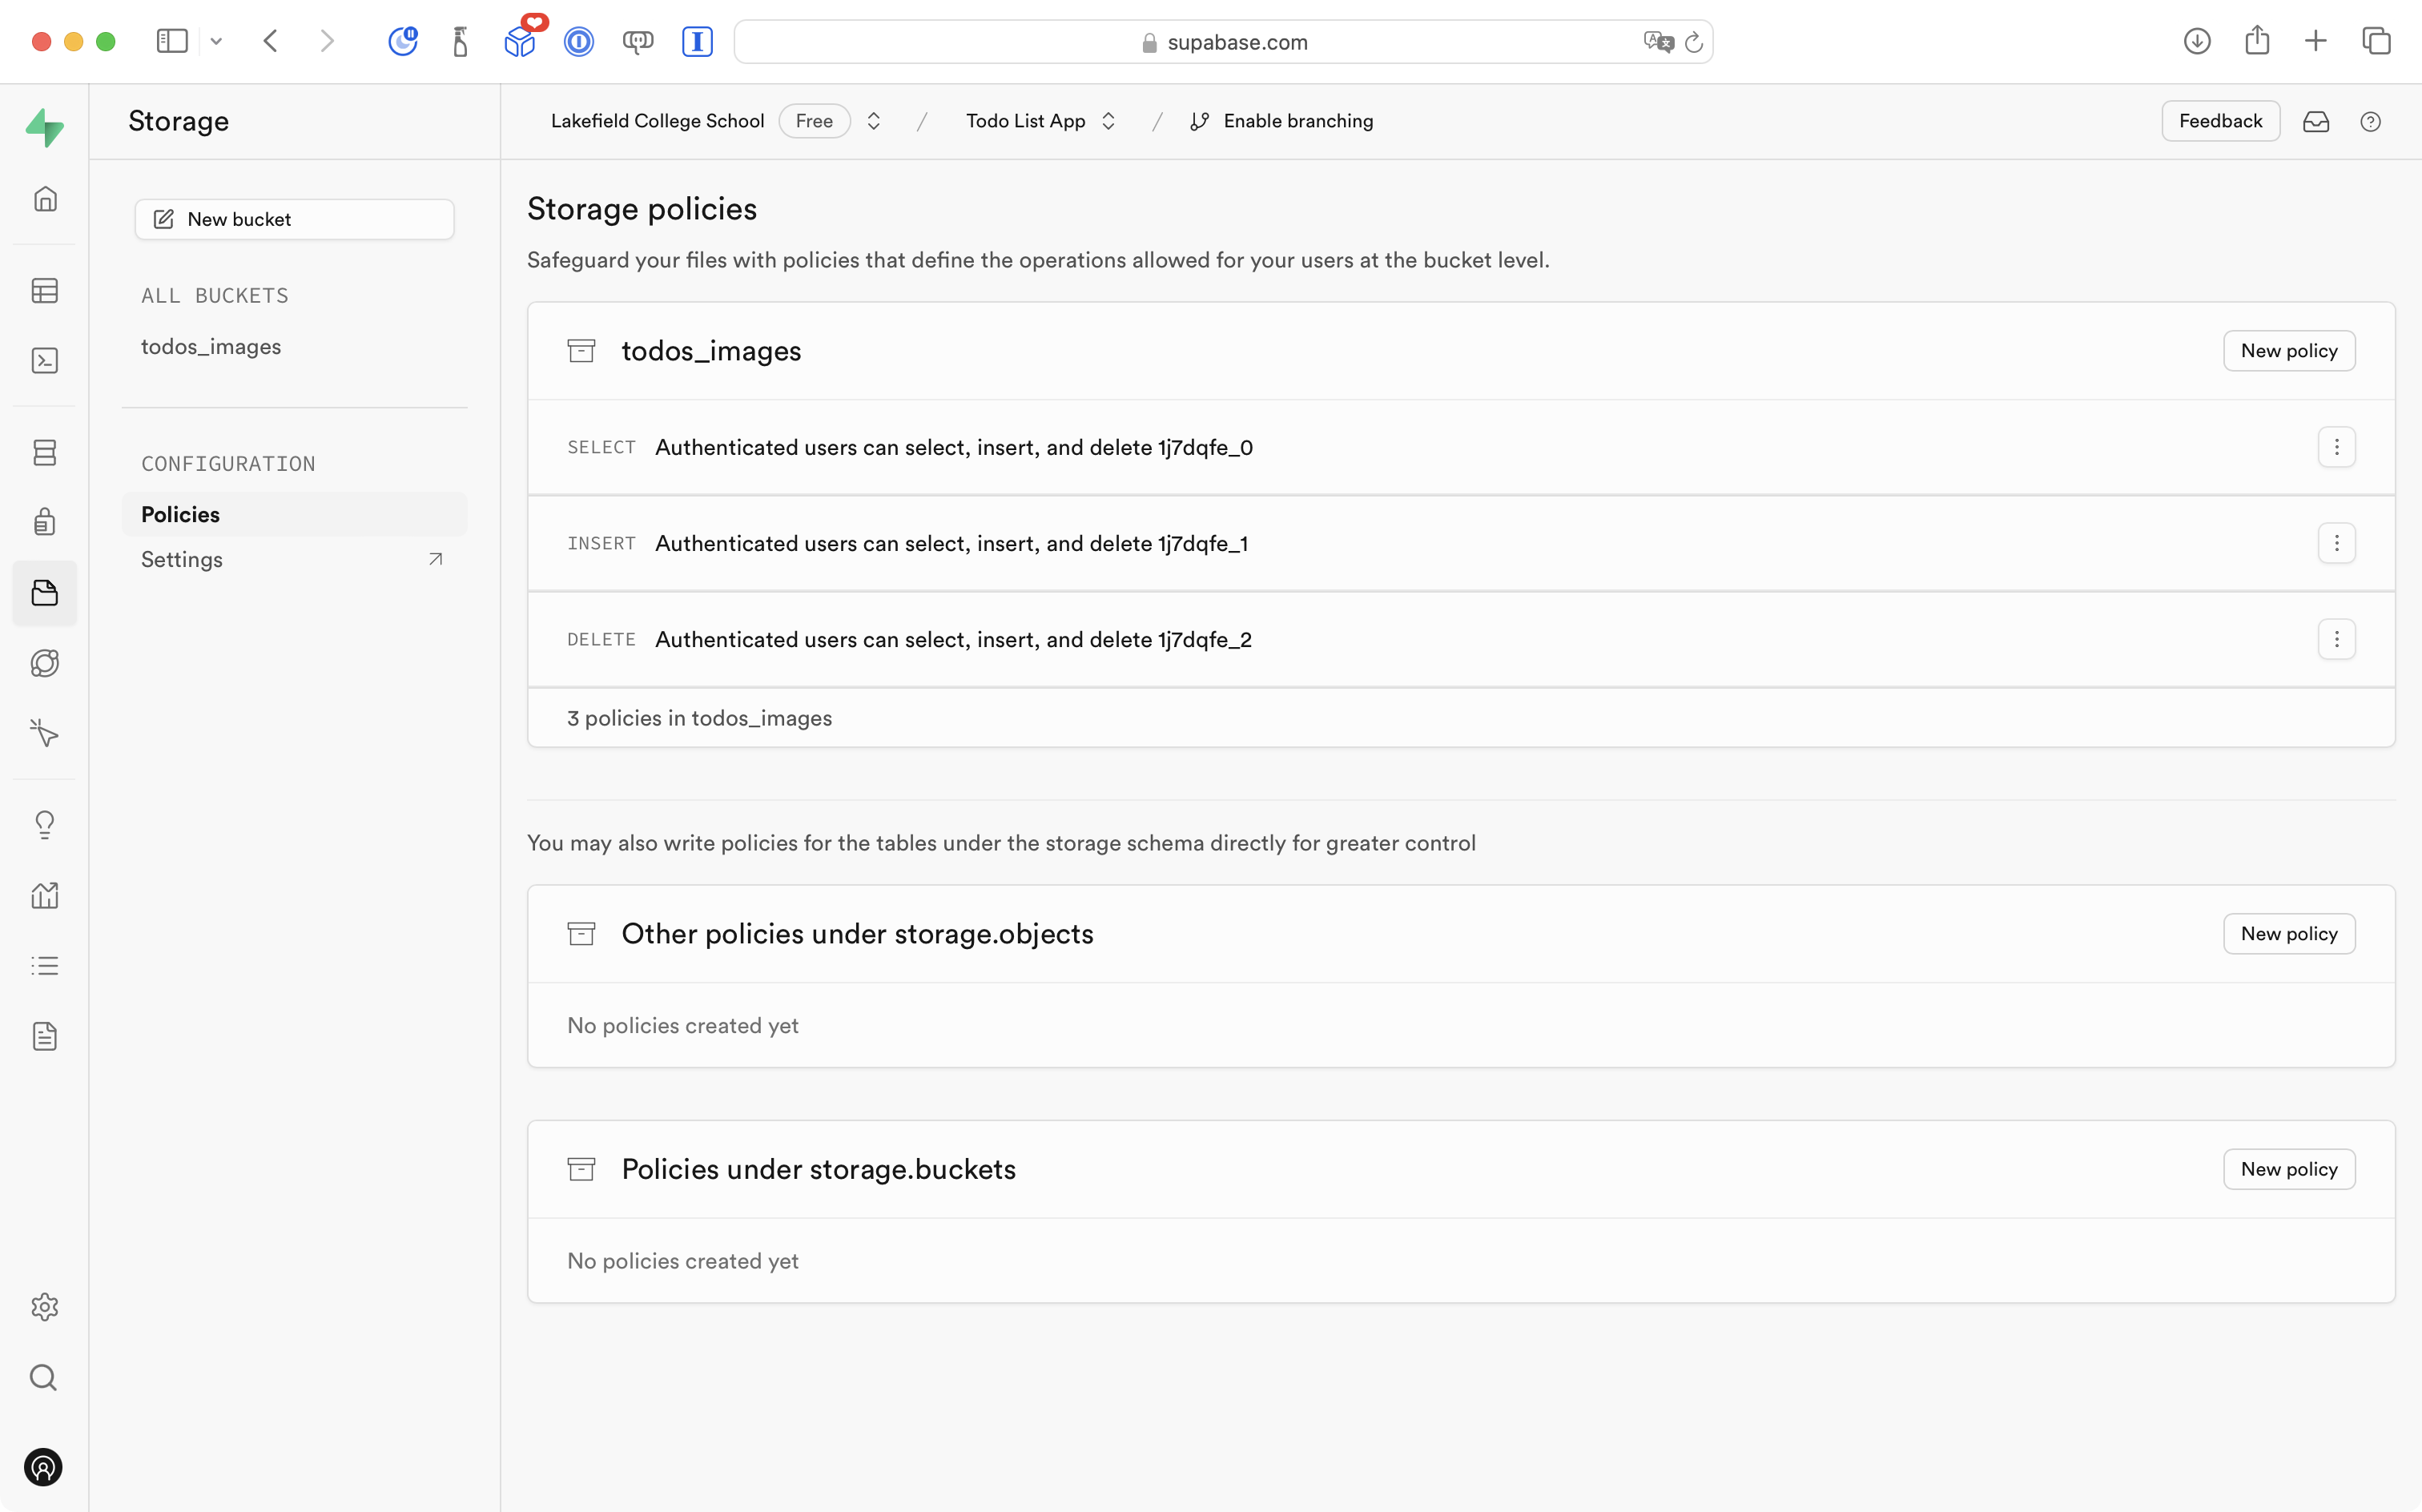 supabase.com
Storage
Lakefield College School Free / Todo List App / Enable branching
Feedback
New bucket
ALL BUCKETS
todos_images
CONFIGURATION
Policies
Settings
Storage policies
Safeguard your files with policies that define the operations allowed for your users at the bucket level.
todos_images
New policy
SELECT Authenticated users can select, insert, and delete 1j7dqfe_0
INSERT Authenticated users can select, insert, and delete 1j7dqfe_1
DELETE Authenticated users can select, insert, and delete 1j7dqfe_2
3 policies in todos_images
You may also write policies for the tables under the storage schema directly for greater control
Other policies under storage.objects
New policy
No policies created yet
Policies under storage.buckets
New policy
No policies created yet